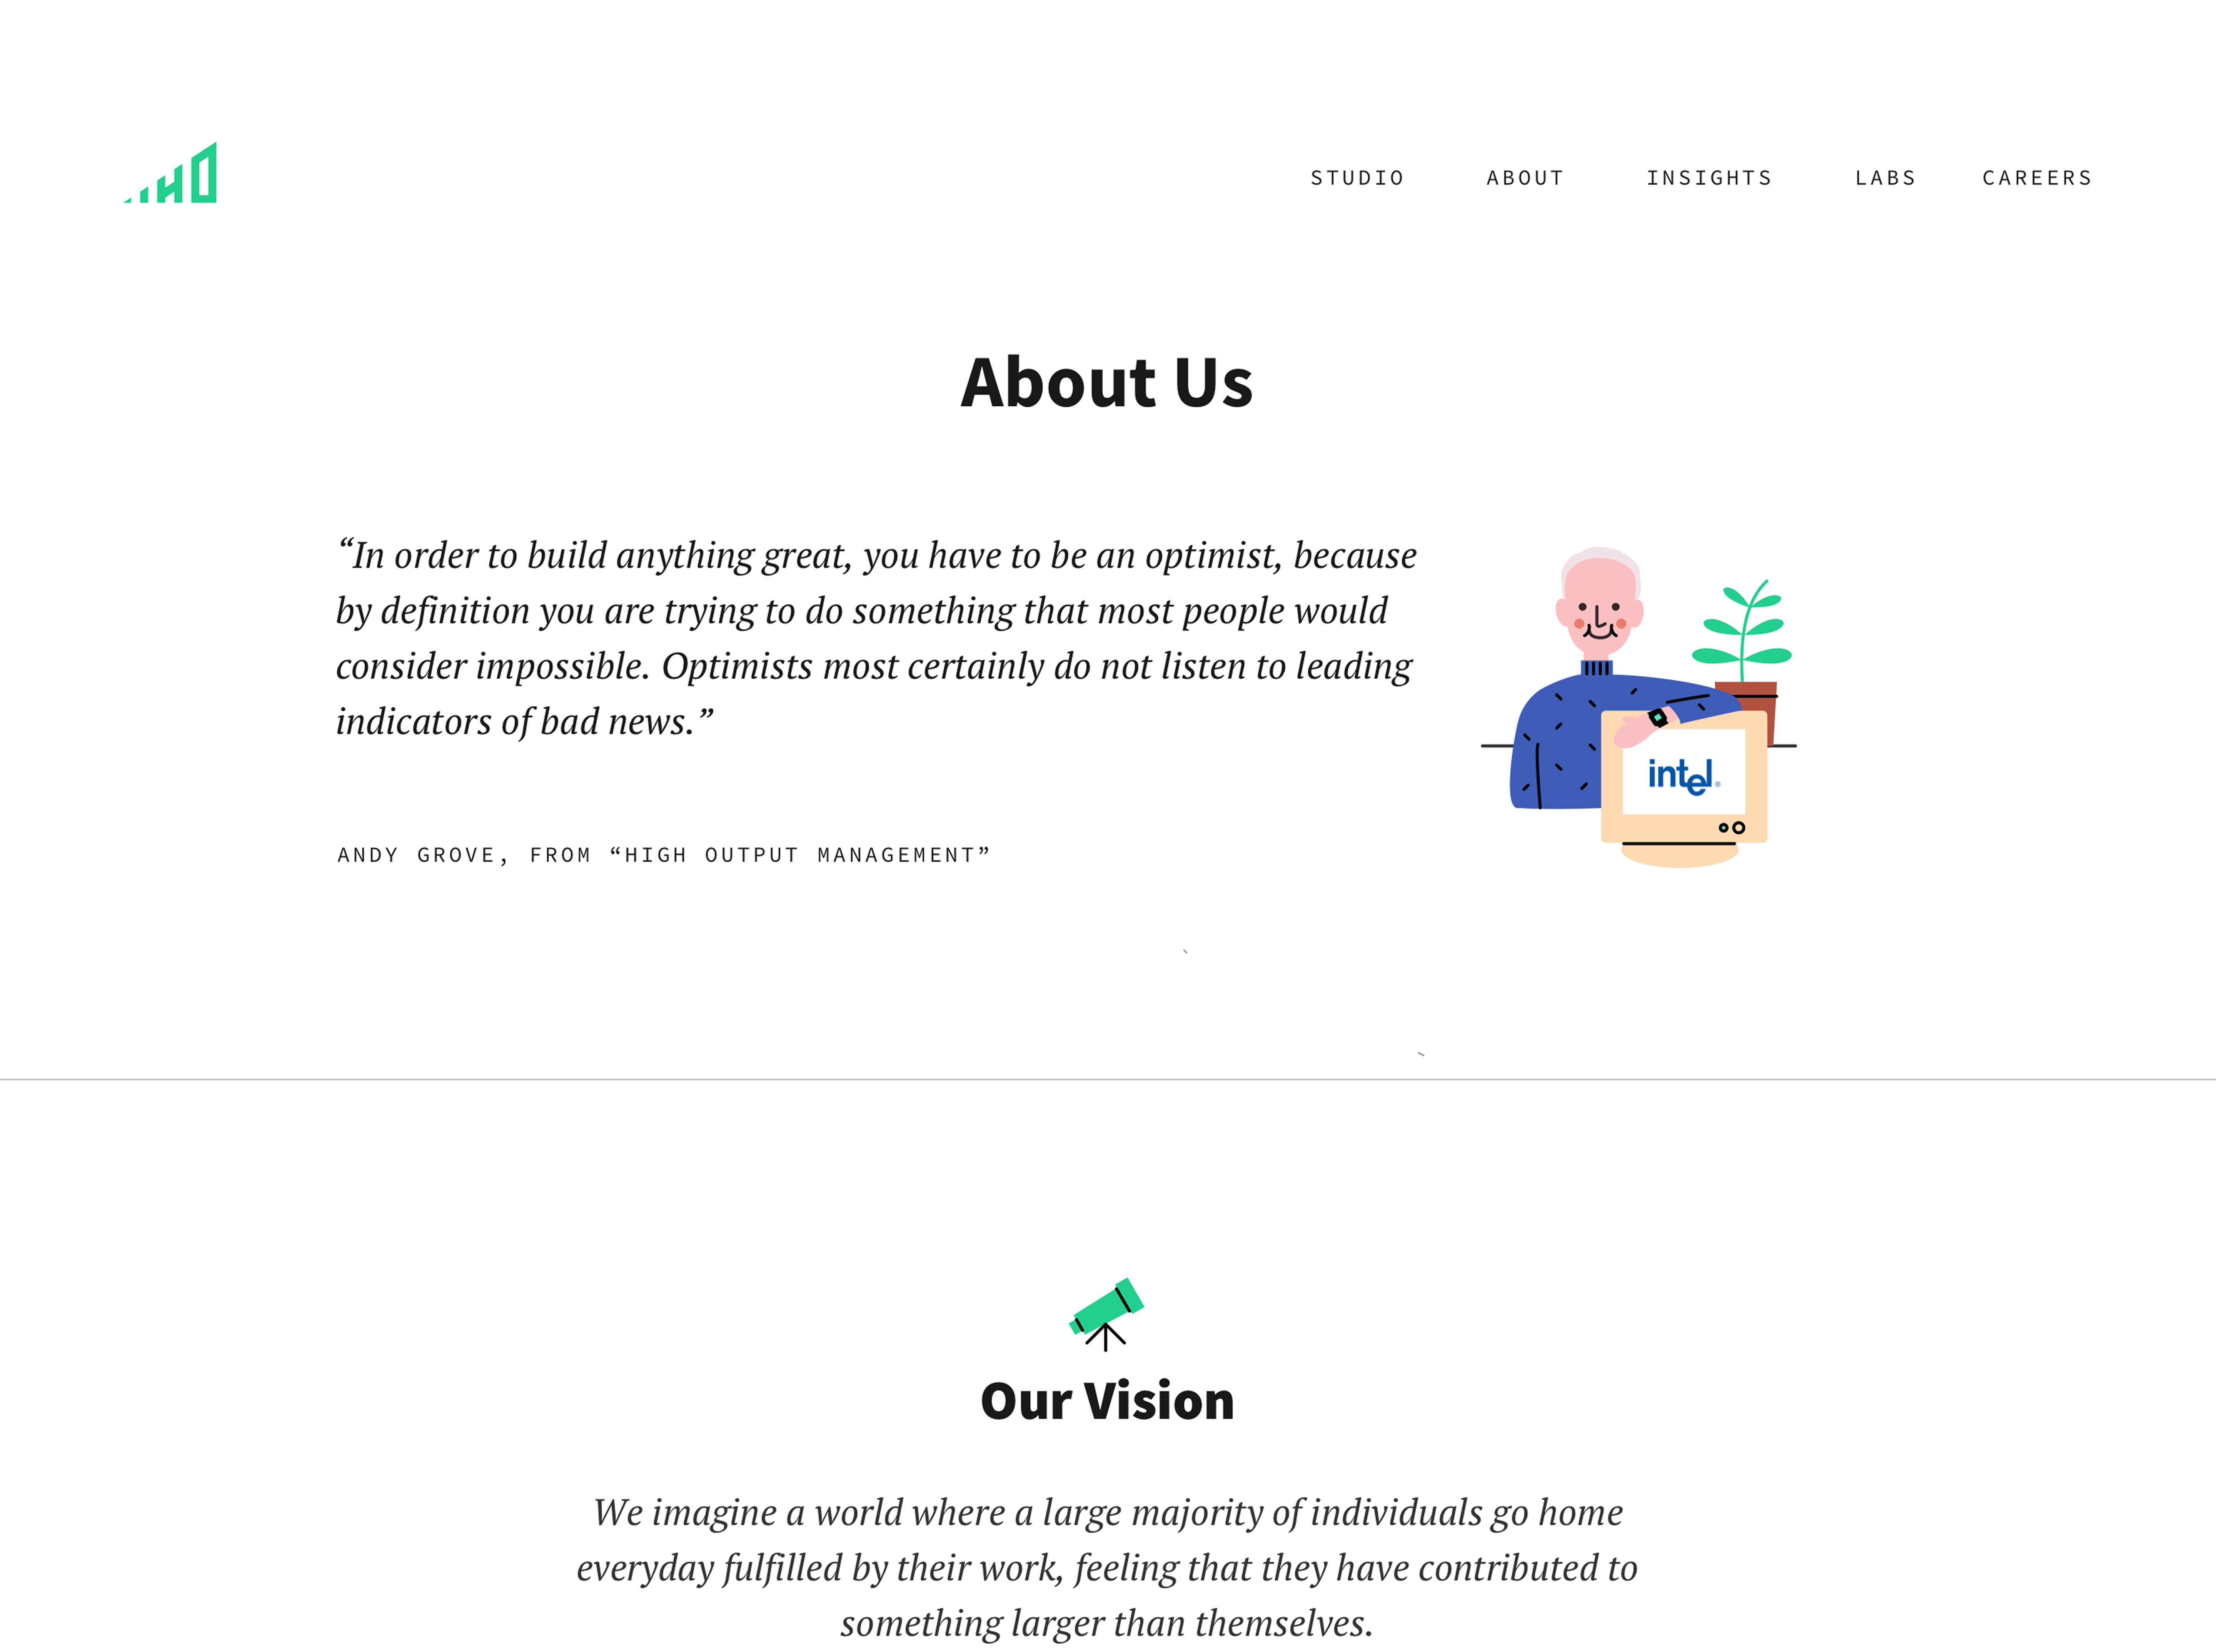 HO
STUDIO ABOUT INSIGHTS LABS CAREERS
About Us
“In order to build anything great, you have to be an optimist, because
by definition you are trying to do something that most people would
consider impossible. Optimists most certainly do not listen to leading
indicators of bad news.”
intel®
ANDY GROVE, FROM “HIGH OUTPUT MANAGEMENT”
Our Vision
We imagine a world where a large majority of individuals go home
everyday fulfilled by their work, feeling that they have contributed to
something larger than themselves.